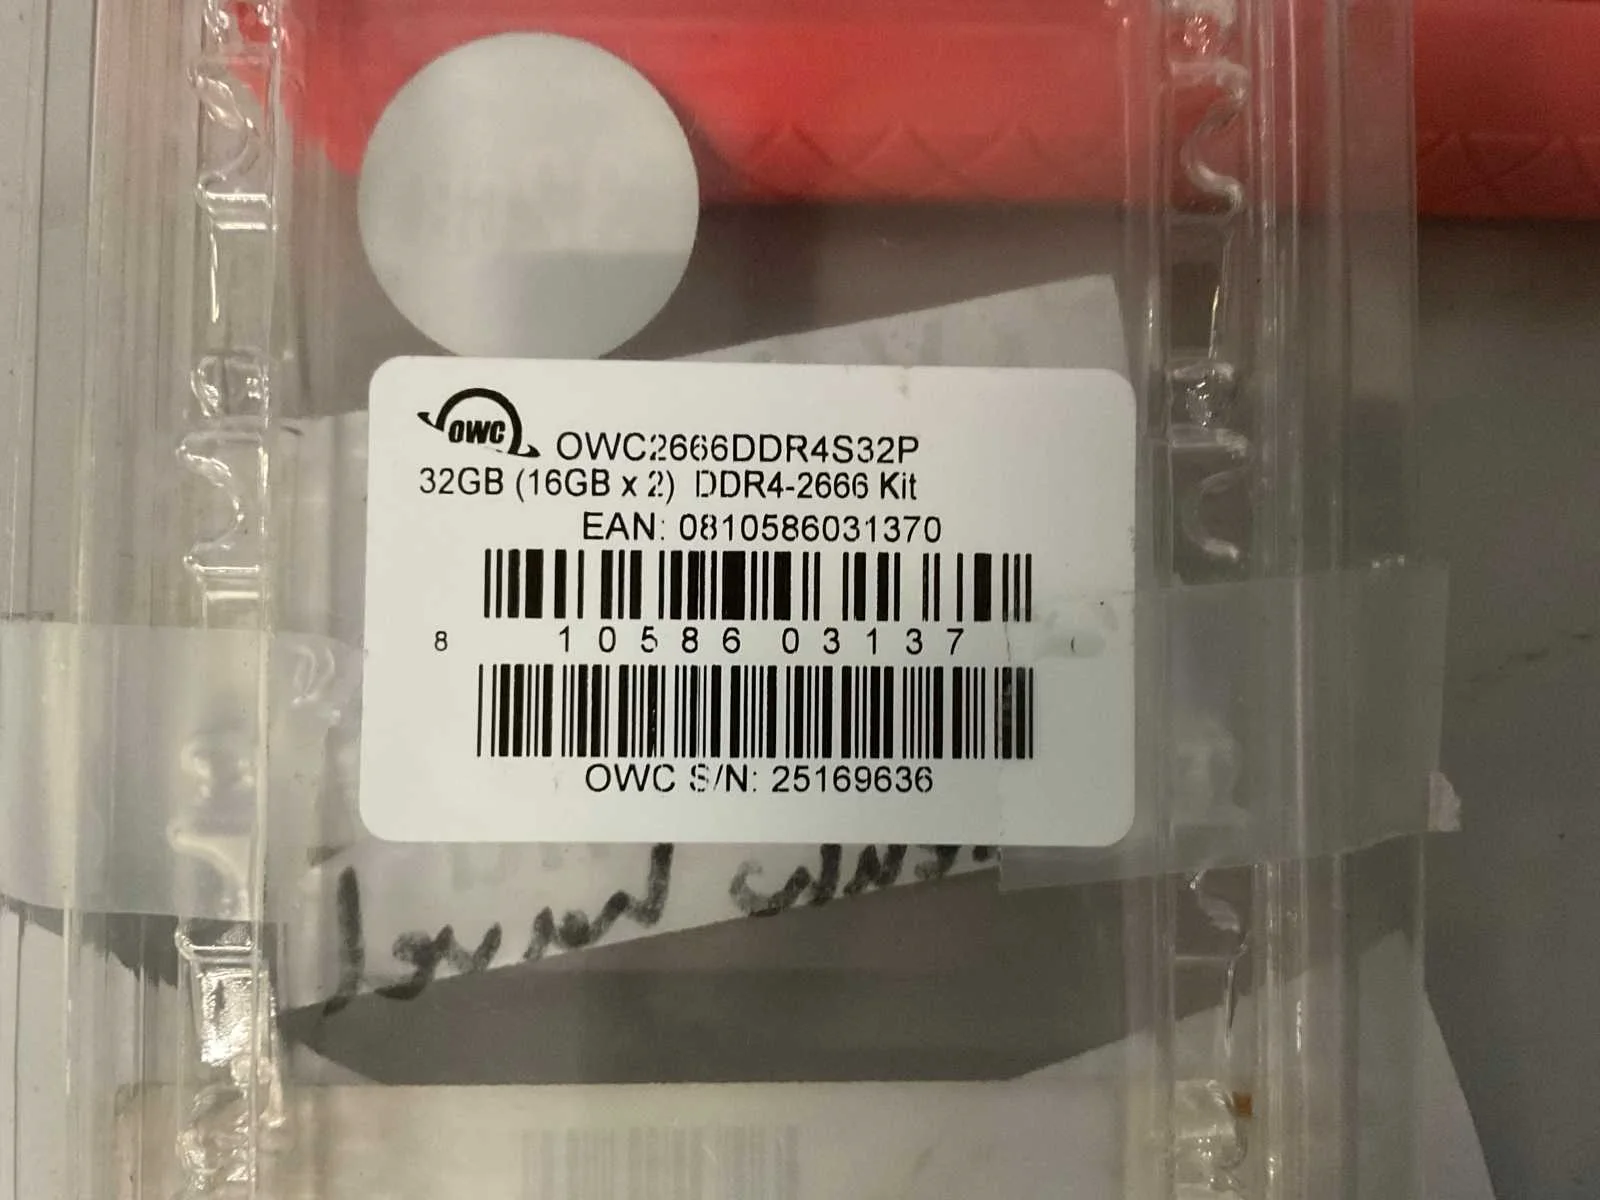 OWC OWC2666DDR4S32P
32GB (16GB x 2) DDR4-2666 Kit
EAN: 0810586031370
8 10586 03137
OWC S/N: 25169636